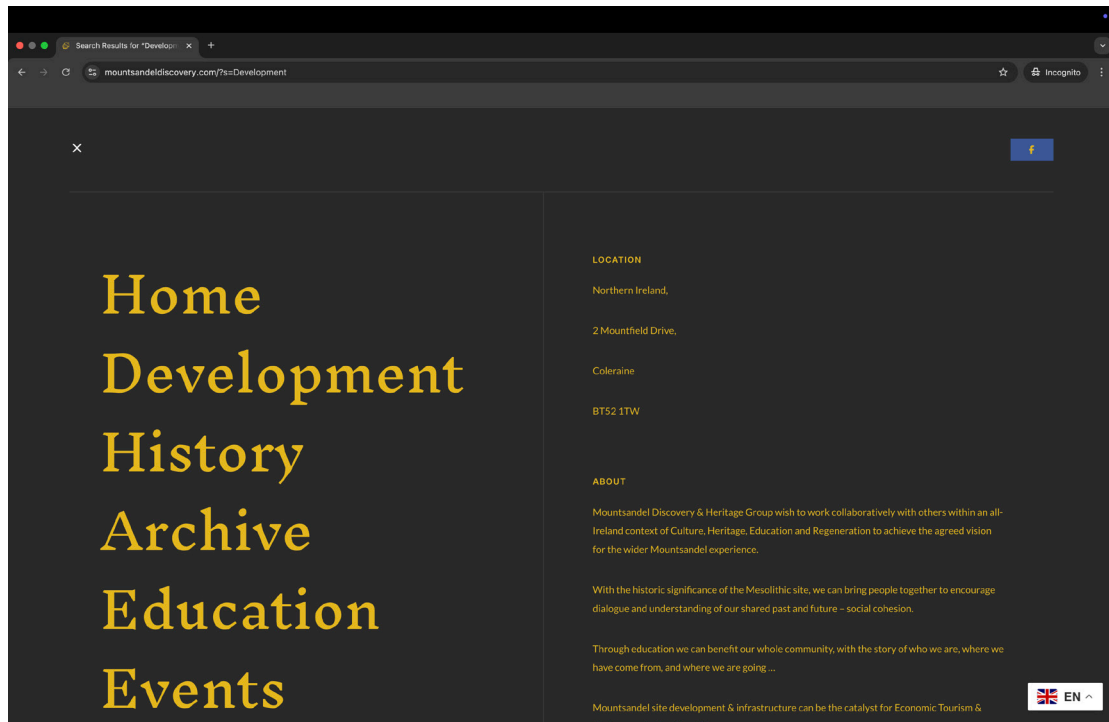 Search Results for "Developm
mountsandeldiscovery.com/?s=Development
Incognito
Home
Development
History
Archive
Education
Events
LOCATION
Northern Ireland,
2 Mountfield Drive,
Coleraine
BT52 1TW
ABOUT
Mountsandel Discovery & Heritage Group wish to work collaboratively with others within an all-
Ireland context of Culture, Heritage, Education and Regeneration to achieve the agreed vision
for the wider Mountsandel experience.
With the historic significance of the Mesolithic site, we can bring people together to encourage
dialogue and understanding of our shared past and future – social cohesion.
Through education we can benefit our whole community, with the story of who we are, where we
have come from, and where we are going ...
Mountsandel site development & infrastructure can be the catalyst for Economic Tourism &
EN